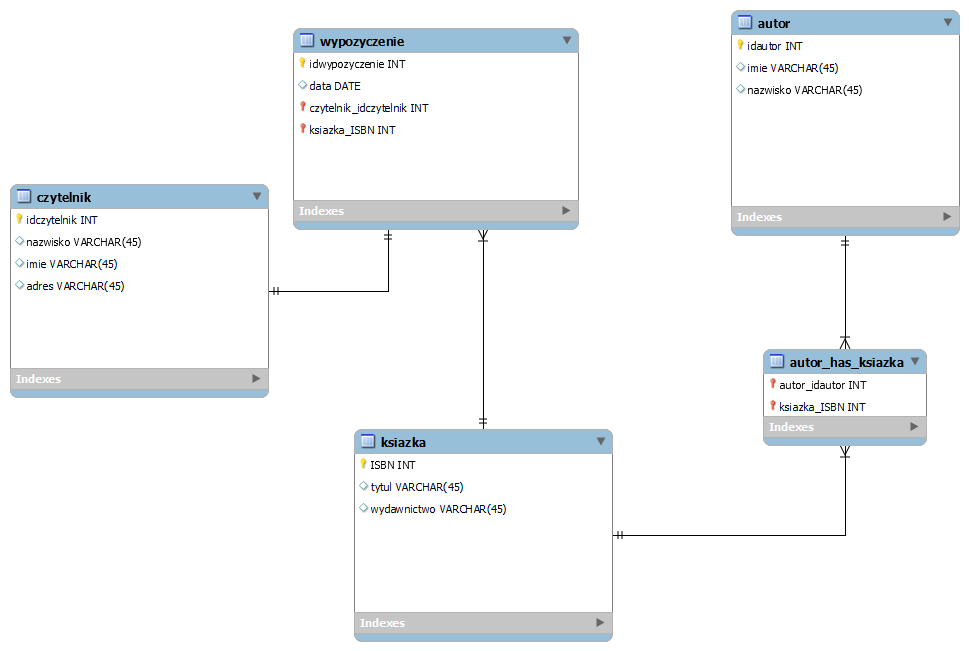 wypozyczenie
idwypozyczenie INT
data DATE
czytelnik_idczytelnik INT
ksiazka_ISBN INT
Indexes
autor
idautor INT
imie VARCHAR(45)
nazwisko VARCHAR(45)
Indexes
czytelnik
idczytelnik INT
nazwisko VARCHAR(45)
imie VARCHAR(45)
adres VARCHAR(45)
Indexes
autor_has_ksiazka
autor_idautor INT
ksiazka_ISBN INT
Indexes
ksiazka
ISBN INT
tytul VARCHAR(45)
wydawnictwo VARCHAR(45)
Indexes